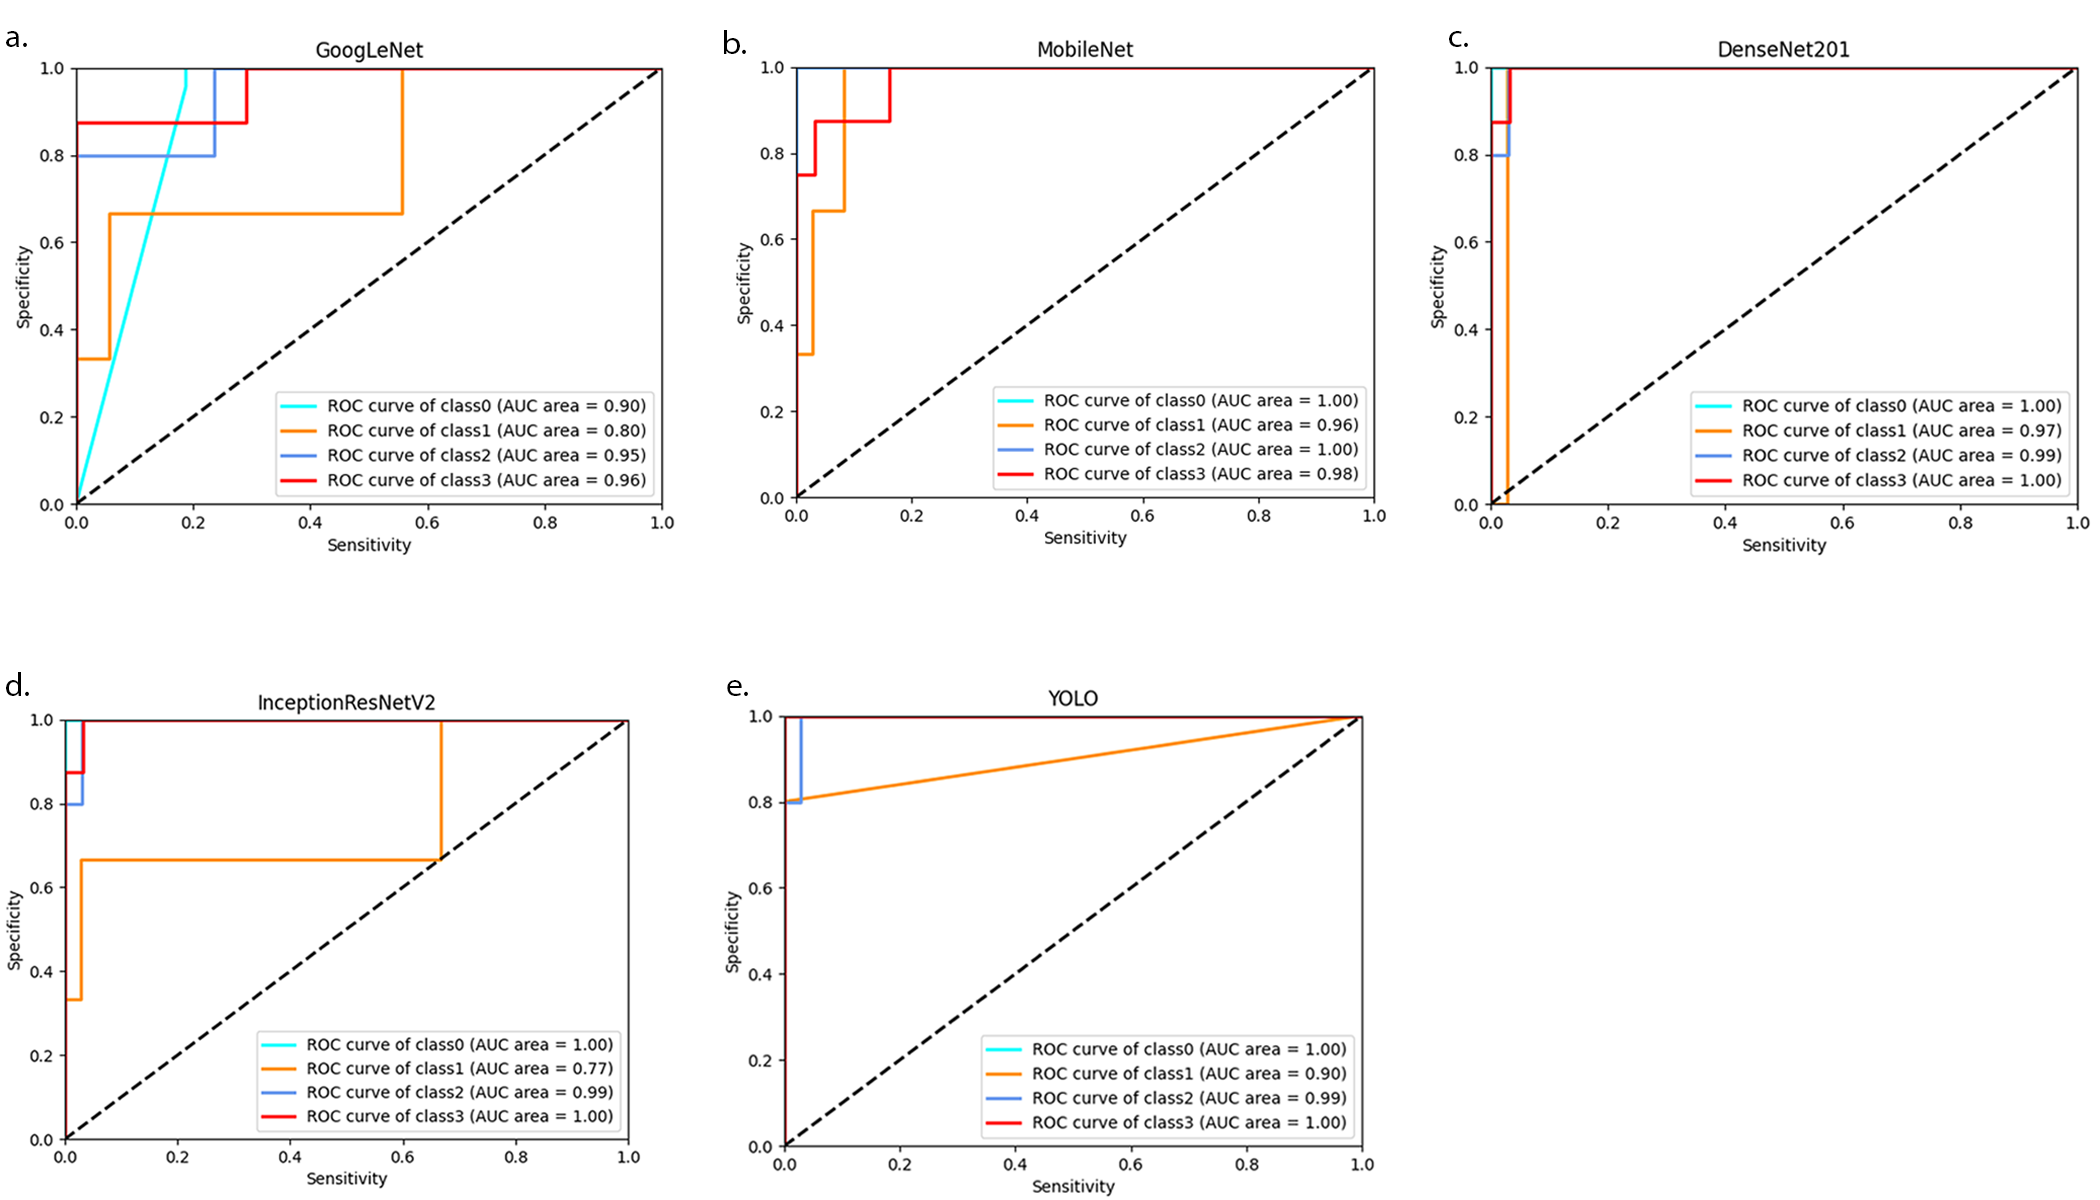 a.
GoogLeNet
1.0
0.8
0.6
0.4
0.2
0.0
Specificity
ROC curve of class0 (AUC area = 0.90)
ROC curve of class1 (AUC area = 0.80)
ROC curve of class2 (AUC area = 0.95)
ROC curve of class3 (AUC area = 0.96)
0.0 0.2 0.4 0.6 0.8 1.0
Sensitivity
b.
MobileNet
1.0
0.8
0.6
0.4
0.2
0.0
Specificity
ROC curve of class0 (AUC area = 1.00)
ROC curve of class1 (AUC area = 0.96)
ROC curve of class2 (AUC area = 1.00)
ROC curve of class3 (AUC area = 0.98)
0.0 0.2 0.4 0.6 0.8 1.0
Sensitivity
c.
DenseNet201
1.0
0.8
0.6
0.4
0.2
0.0
Specificity
ROC curve of class0 (AUC area = 1.00)
ROC curve of class1 (AUC area = 0.97)
ROC curve of class2 (AUC area = 0.99)
ROC curve of class3 (AUC area = 1.00)
0.0 0.2 0.4 0.6 0.8 1.0
Sensitivity
d.
InceptionResNetV2
1.0
0.8
0.6
0.4
0.2
0.0
Specificity
ROC curve of class0 (AUC area = 1.00)
ROC curve of class1 (AUC area = 0.77)
ROC curve of class2 (AUC area = 0.99)
ROC curve of class3 (AUC area = 1.00)
0.0 0.2 0.4 0.6 0.8 1.0
Sensitivity
e.
YOLO
1.0
0.8
0.6
0.4
0.2
0.0
Specificity
ROC curve of class0 (AUC area = 1.00)
ROC curve of class1 (AUC area = 0.90)
ROC curve of class2 (AUC area = 0.99)
ROC curve of class3 (AUC area = 1.00)
0.0 0.2 0.4 0.6 0.8 1.0
Sensitivity